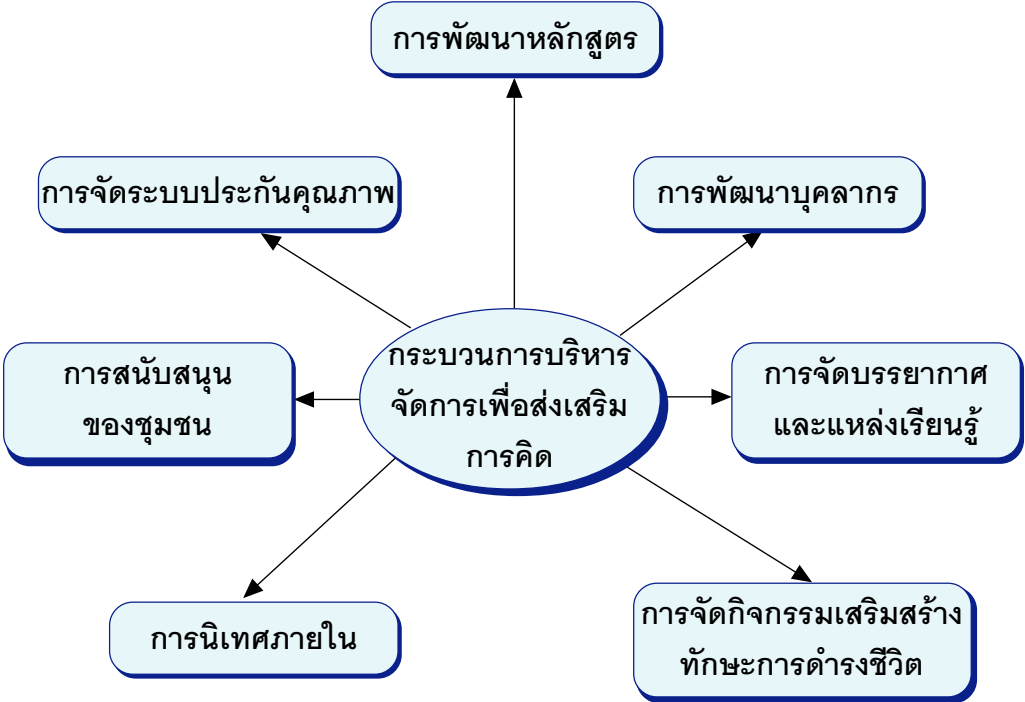 การพัฒนาหลักสูตร
การจัดระบบประกันคุณภาพ
การพัฒนาบุคลากร
กระบวนการบริหาร
จัดการเพื่อส่งเสริม
การคิด
การสนับสนุน
ของชุมชน
การจัดบรรยากาศ
และแหล่งเรียนรู้
การนิเทศภายใน
การจัดกิจกรรมเสริมสร้าง
ทักษะการดำรงชีวิต